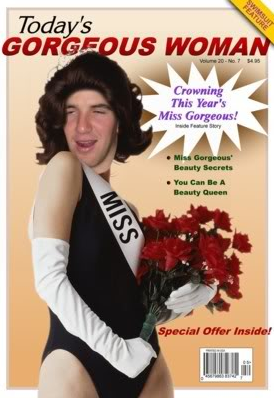 SWIMSUIT
FEATURE
Today's
GORGEOUS WOMAN
Volume 20 - No. 7 $4.95
Crowning
This Year's
Miss Gorgeous!
Inside Feature Story
• Miss Gorgeous'
Beauty Secrets
• You Can Be A
Beauty Queen
MISS
Special Offer Inside!